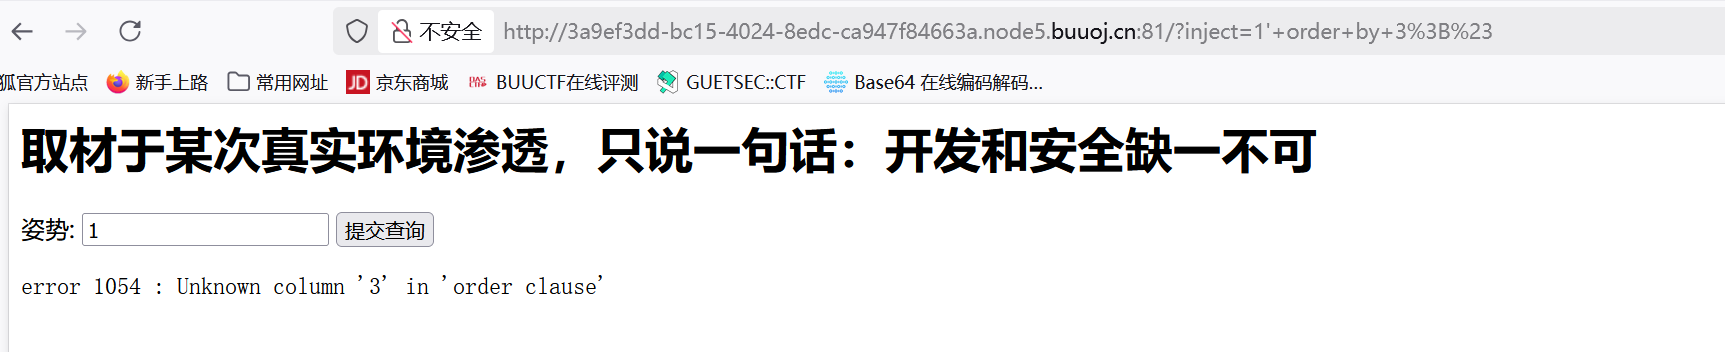 不安全 http://3a9ef3dd-bc15-4024-8edc-ca947f84663a.node5.buuoj.cn:81/?inject=1'+order+by+3%3B%23
狐官方站点 新手上路 常用网址 JD 京东商城 BUUCTF在线评测 GUETSEC::CTF Base64 在线编码解码...
取材于某次真实环境渗透，只说一句话：开发和安全缺一不可
姿势: 1 提交查询
error 1054 : Unknown column '3' in 'order clause'